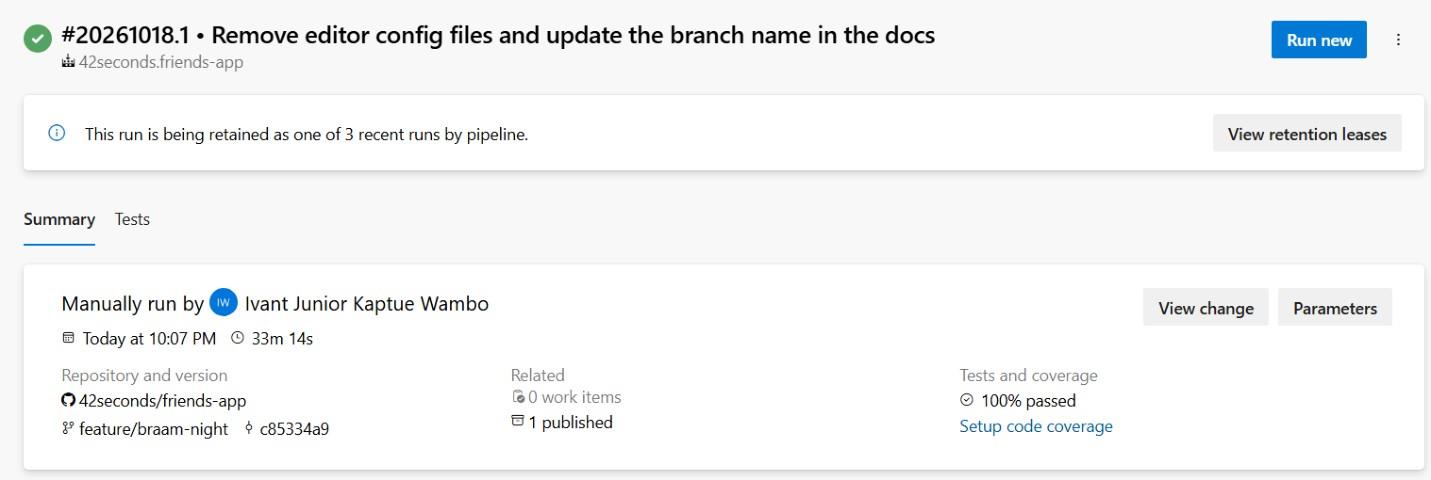 #20261018.1 • Remove editor config files and update the branch name in the docs
Run new
42seconds.friends-app
This run is being retained as one of 3 recent runs by pipeline.
View retention leases
Summary Tests
Manually run by IW Ivant Junior Kaptue Wambo
View change Parameters
Today at 10:07 PM 33m 14s
Repository and version
42seconds/friends-app
feature/braam-night c85334a9
Related
0 work items
1 published
Tests and coverage
100% passed
Setup code coverage